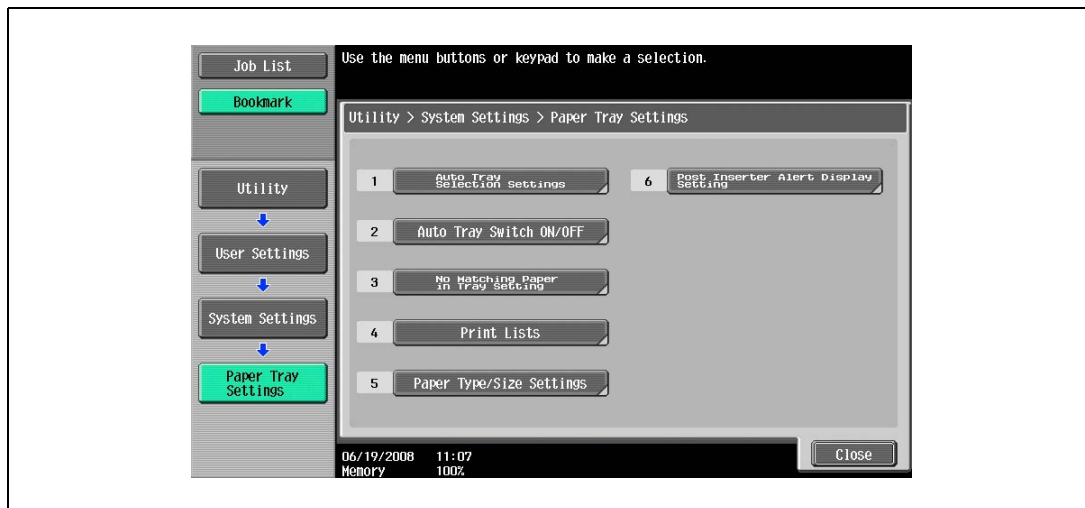 Job List
Bookmark
Use the menu buttons or keypad to make a selection.
Utility > System Settings > Paper Tray Settings
Utility
User Settings
System Settings
Paper Tray
Settings
1 Auto Tray
Selection Settings
2 Auto Tray Switch ON/OFF
3 No Matching Paper
in Tray Setting
4 Print Lists
5 Paper Type/Size Settings
6 Post Inserter Alert Display
Setting
06/19/2008 11:07
Memory 100%
Close